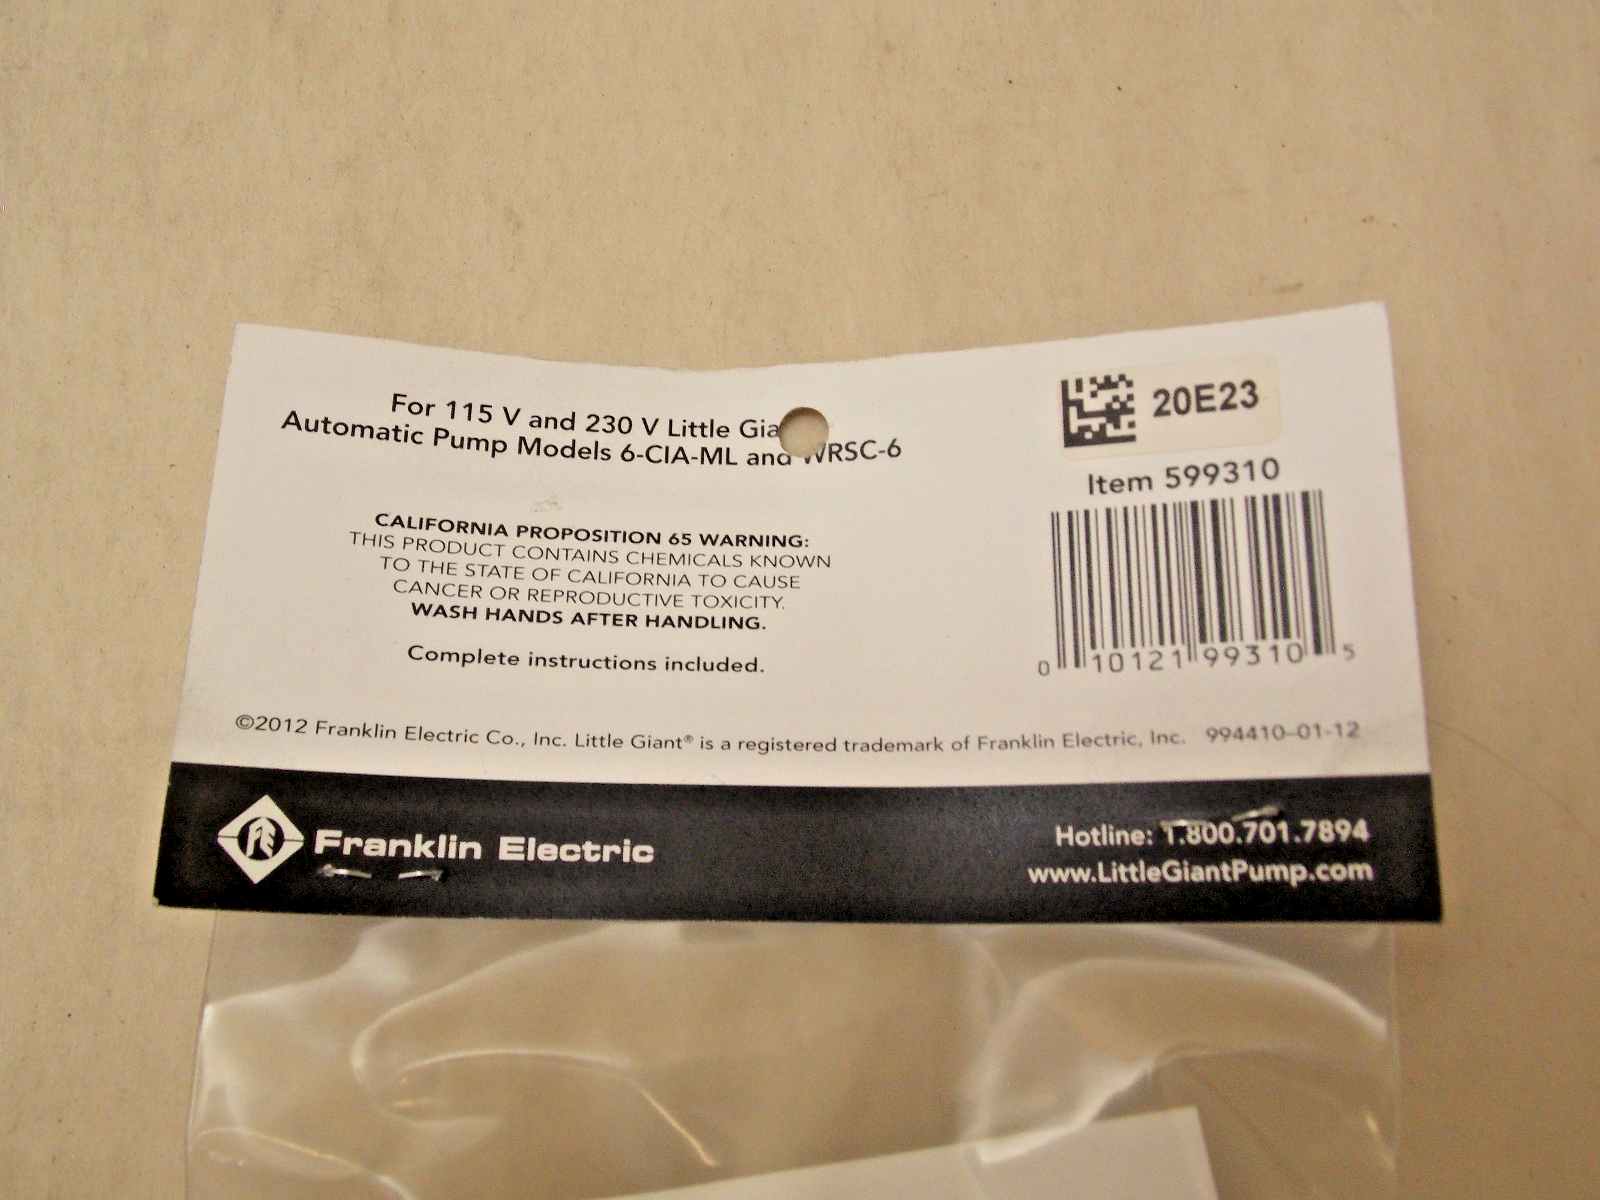 For 115 V and 230 V Little Gia
Automatic Pump Models 6-CIA-ML and WRSC-6
CALIFORNIA PROPOSITION 65 WARNING:
THIS PRODUCT CONTAINS CHEMICALS KNOWN
TO THE STATE OF CALIFORNIA TO CAUSE
CANCER OR REPRODUCTIVE TOXICITY.
WASH HANDS AFTER HANDLING.
Complete instructions included.
20E23
Item 599310
0 10121 99310 5
©2012 Franklin Electric Co., Inc. Little Giant® is a registered trademark of Franklin Electric, Inc. 994410-01-12
FE
Franklin Electric
Hotline: 1.800.701.7894
www.LittleGiantPump.com